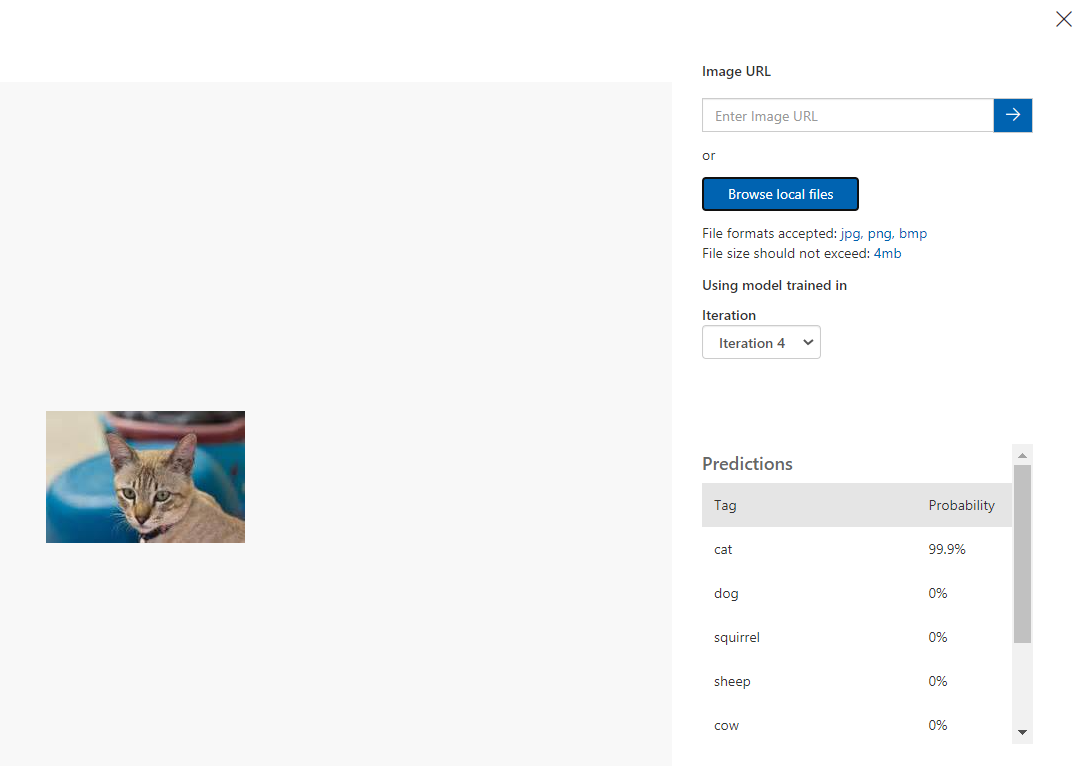 Image URL
Enter Image URL
or
Browse local files
File formats accepted: jpg, png, bmp
File size should not exceed: 4mb
Using model trained in
Iteration
Iteration 4
Predictions
Tag Probability
cat 99.9%
dog 0%
squirrel 0%
sheep 0%
cow 0%